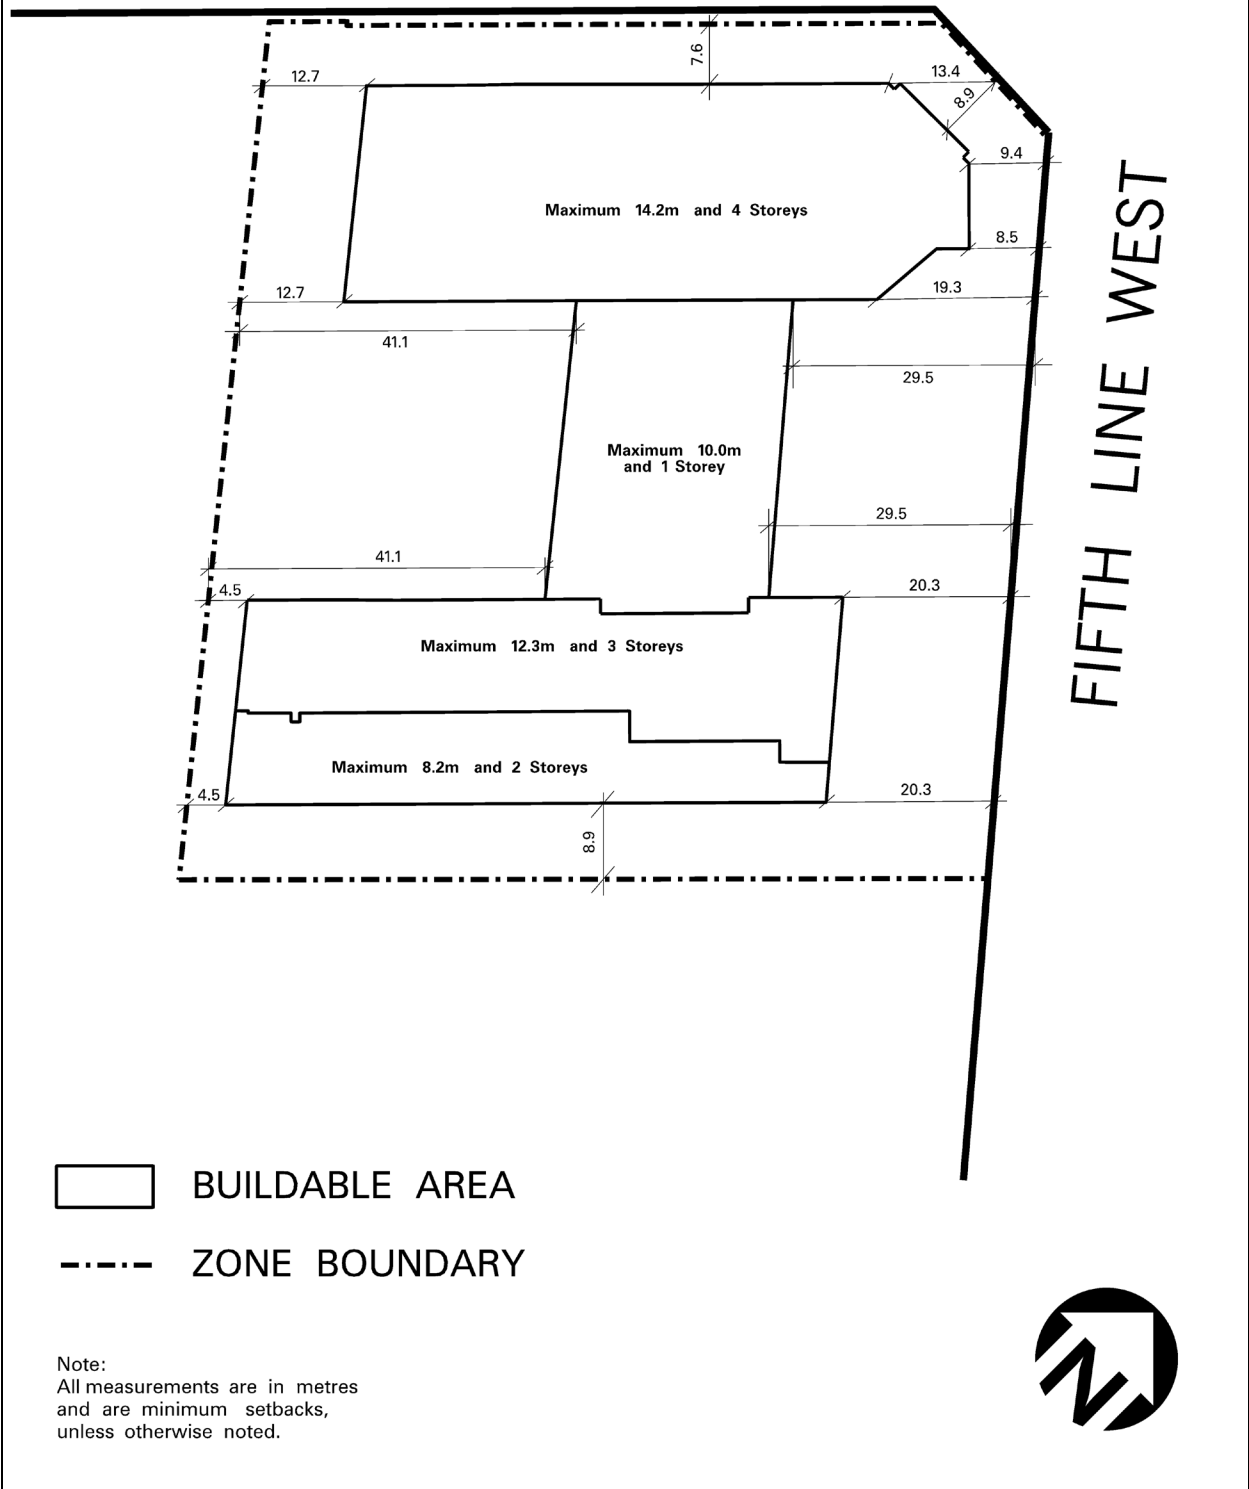 7.6
12.7
13.4
8.9
9.4
Maximum 14.2m and 4 Storeys
8.5
12.7
19.3
41.1
29.5
FIFTH LINE WEST
Maximum 10.0m
and 1 Storey
29.5
41.1
4.5
20.3
Maximum 12.3m and 3 Storeys
Maximum 8.2m and 2 Storeys
4.5
20.3
8.9
BUILDABLE AREA
ZONE BOUNDARY
N
Note:
All measurements are in metres
and are minimum setbacks,
unless otherwise noted.